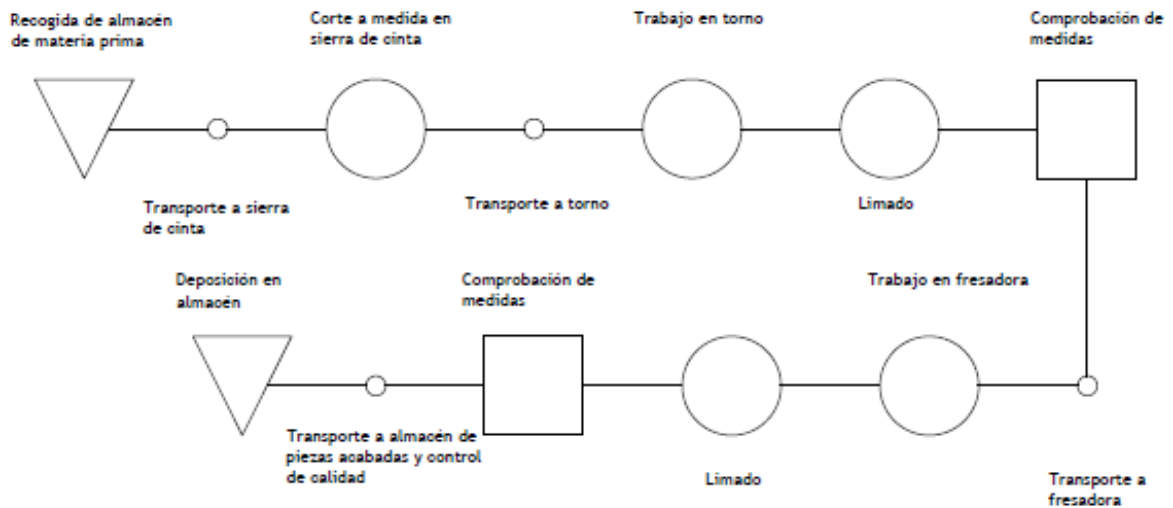 Recogida de almacén
de materia prima
Corte a medida en
sierra de cinta
Trabajo en torno
Comprobación de
medidas
Transporte a sierra
de cinta
Transporte a torno
Limado
Deposición en
almacén
Comprobación de
medidas
Trabajo en fresadora
Transporte a almacén de
piezas acabadas y control
de calidad
Limado
Transporte a
fresadora